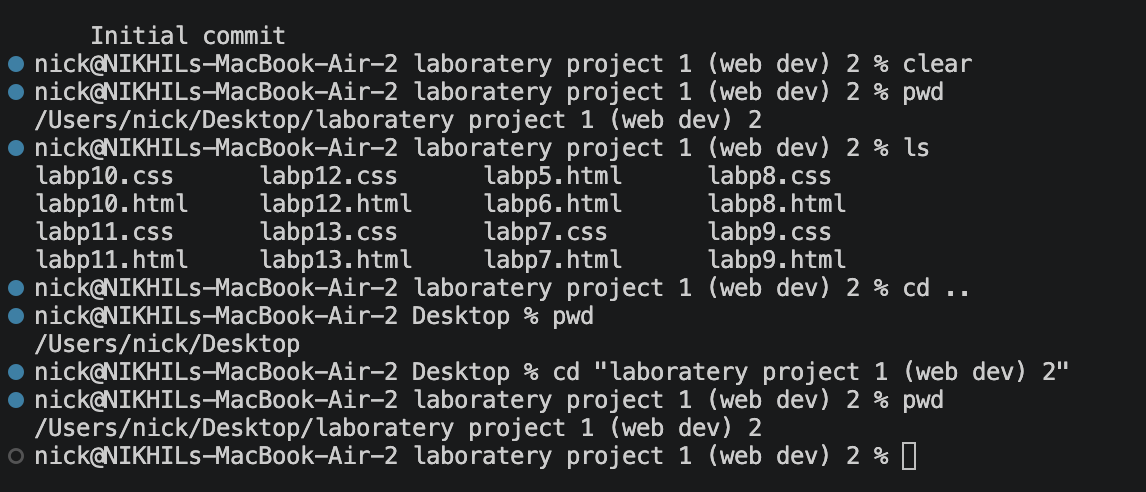 Initial commit
nick@NIKHILs-MacBook-Air-2 laboratery project 1 (web dev) 2 % clear
nick@NIKHILs-MacBook-Air-2 laboratery project 1 (web dev) 2 % pwd
/Users/nick/Desktop/laboratery project 1 (web dev) 2
nick@NIKHILs-MacBook-Air-2 laboratery project 1 (web dev) 2 % ls
labp10.css labp12.css labp5.html labp8.css
labp10.html labp12.html labp6.html labp8.html
labp11.css labp13.css labp7.css labp9.css
labp11.html labp13.html labp7.html labp9.html
nick@NIKHILs-MacBook-Air-2 laboratery project 1 (web dev) 2 % cd ..
nick@NIKHILs-MacBook-Air-2 Desktop % pwd
/Users/nick/Desktop
nick@NIKHILs-MacBook-Air-2 Desktop % cd "laboratery project 1 (web dev) 2"
nick@NIKHILs-MacBook-Air-2 laboratery project 1 (web dev) 2 % pwd
/Users/nick/Desktop/laboratery project 1 (web dev) 2
nick@NIKHILs-MacBook-Air-2 laboratery project 1 (web dev) 2 %